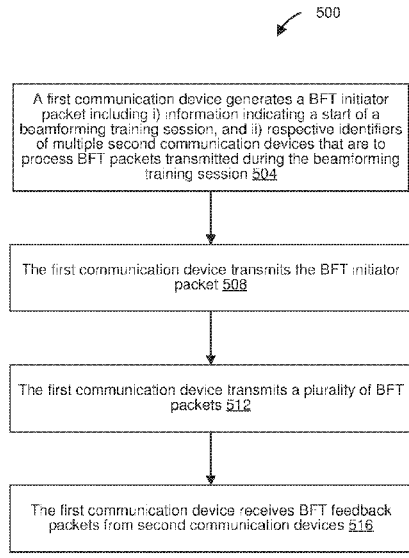 500
A first communication device generates a BFT initiator
packet including i) information indicating a start of a
beamforming training session, and ii) respective identifiers
of multiple second communication devices that are to
process BFT packets transmitted during the beamforming
training session 504
The first communication device transmits the BFT initiator
packet 508
The first communication device transmits a plurality of BFT
packets 512
The first communication device receives BFT feedback
packets from second communication devices 516